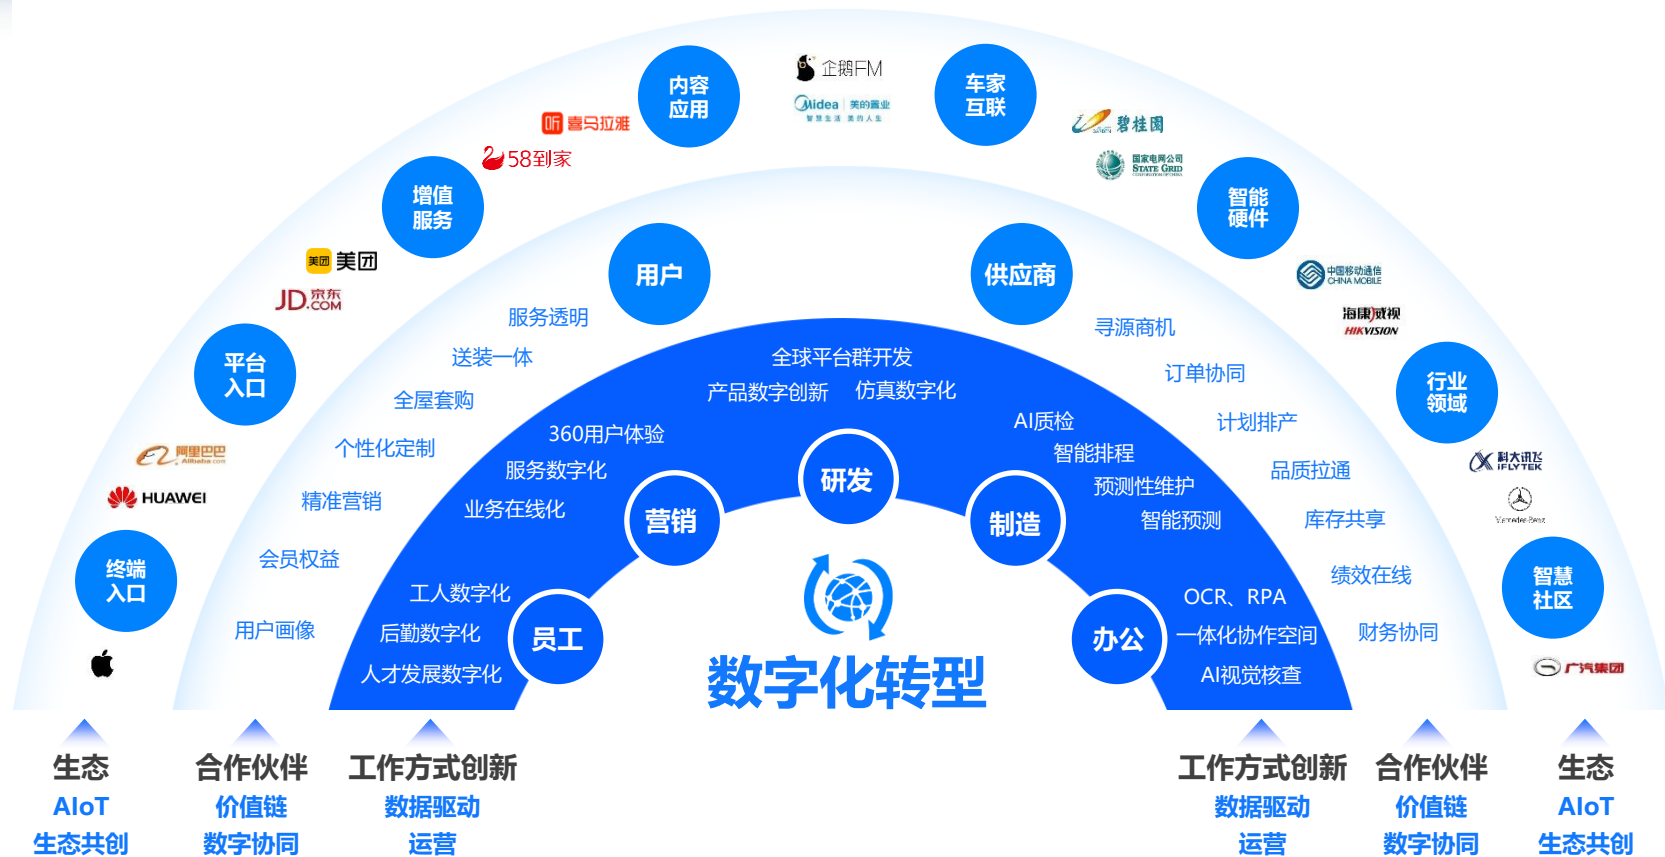 企鹅FM
Midea 美的置业
智慧生活 美的人生
内容
应用
车家
互联
听 喜马拉雅
58到家
碧桂园
国家电网公司
STATE GRID
增值
服务
智能
硬件
美团 美团
JD.京东
.COM
用户
供应商
中国移动通信
CHINA MOBILE
海康威视
HIKVISION
平台
入口
行业
领域
服务透明
送装一体
全屋套购
个性化定制
精准营销
会员权益
用户画像
寻源商机
订单协同
计划排产
品质拉通
库存共享
绩效在线
财务协同
阿里巴巴
Alibaba.com
HUAWEI
科大讯飞
IFLYTEK
Mercedes-Benz
终端
入口
智慧
社区
广汽集团
全球平台群开发
产品数字创新
仿真数字化
360用户体验
服务数字化
业务在线化
营销
研发
制造
AI质检
智能排程
预测性维护
智能预测
工人数字化
后勤数字化
人才发展数字化
员工
办公
OCR、RPA
一体化协作空间
AI视觉核查
数字化转型
生态
AIoT
生态共创
合作伙伴
价值链
数字协同
工作方式创新
数据驱动
运营
工作方式创新
数据驱动
运营
合作伙伴
价值链
数字协同
生态
AIoT
生态共创